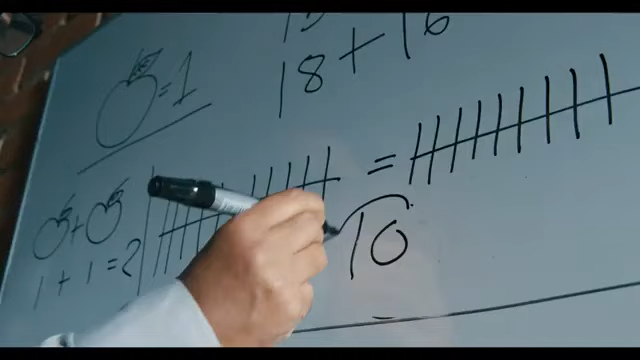 = 1
18 + 16
+
1 + 1 = 2
=
10